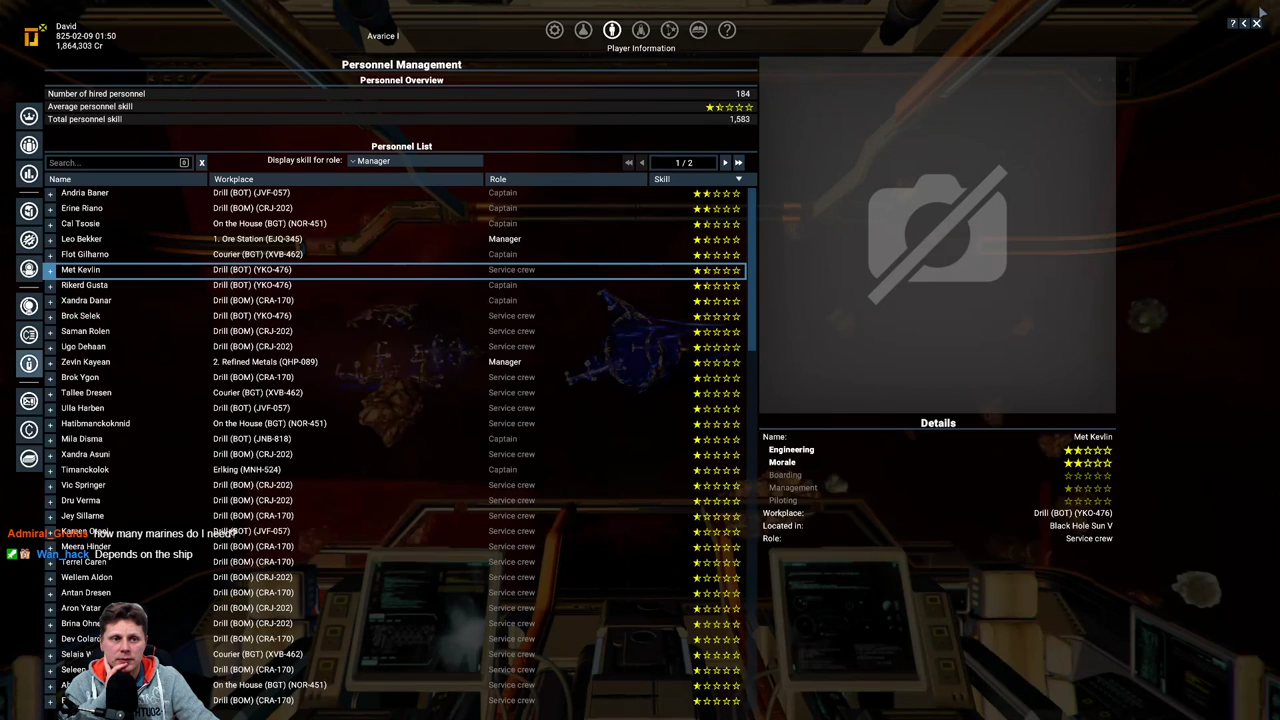 David
825-02-09 01:50
1,864,303 Cr
Avarice I
Player Information
Personnel Management
Personnel Overview
Number of hired personnel 184
Average personnel skill
Total personnel skill 1,583
Personnel List
Search... 0 x Display skill for role: Manager 1 / 2
Name Workplace Role Skill
Andria Baner Drill (BOT) (JVF-057) Captain
Erine Riano Drill (BOM) (CRJ-202) Captain
Cal Tsosie On the House (BGT) (NOR-451) Captain
Leo Bekker 1. Ore Station (EJQ-345) Manager
Flot Gilharno Courier (BGT) (XVB-462) Captain
Met Kevlin Drill (BOT) (YKO-476) Service crew
Rikerd Gusta Drill (BOT) (YKO-476) Captain
Xandra Danar Drill (BOM) (CRA-170) Captain
Brok Selek Drill (BOT) (YKO-476) Service crew
Saman Rolen Drill (BOM) (CRJ-202) Service crew
Ugo Dehaan Drill (BOM) (CRJ-202) Service crew
Zevin Kayean 2. Refined Metals (QHP-089) Manager
Brok Ygon Drill (BOM) (CRA-170) Service crew
Tallee Dresen Courier (BGT) (XVB-462) Service crew
Ulla Harben Drill (BOT) (JVF-057) Service crew
Hatibmanckoknnid On the House (BGT) (NOR-451) Service crew
Mila Disma Drill (BOT) (JNB-818) Captain
Xandra Asuni Drill (BOM) (CRJ-202) Service crew
Timanckolok Erlking (MNH-524) Captain
Vic Springer Drill (BOM) (CRJ-202) Service crew
Dru Verma Drill (BOM) (CRJ-202) Service crew
Jey Sillarne Drill (BOM) (CRJ-202) Service crew
(JVF-057) Service crew
Meera Hinder Drill (BOM) (CRA-170) Service crew
Terrel Caren Drill (BOM) (CRA-170) Service crew
Wellem Aldon Drill (BOM) (CRJ-202) Service crew
Antan Dresen Drill (BOM) (CRA-170) Service crew
Aron Yatar Drill (BOM) (CRJ-202) Service crew
Brina Drill (BOM) (CRJ-202) Service crew
Dev Drill (BOM) (CRA-170) Service crew
Selaia Courier (BGT) (XVB-462) Service crew
Drill (BOM) (CRA-170) Service crew
On the House (BGT) (NOR-451) Service crew
Drill (BOM) (CRA-170) Service crew
how many marines do I need?
Wan_hack Depends on the ship
Details
Name: Met Kevlin
Engineering
Morale
Boarding
Management
Piloting
Workplace: Drill (BOT) (YKO-476)
Located in: Black Hole Sun V
Role: Service crew